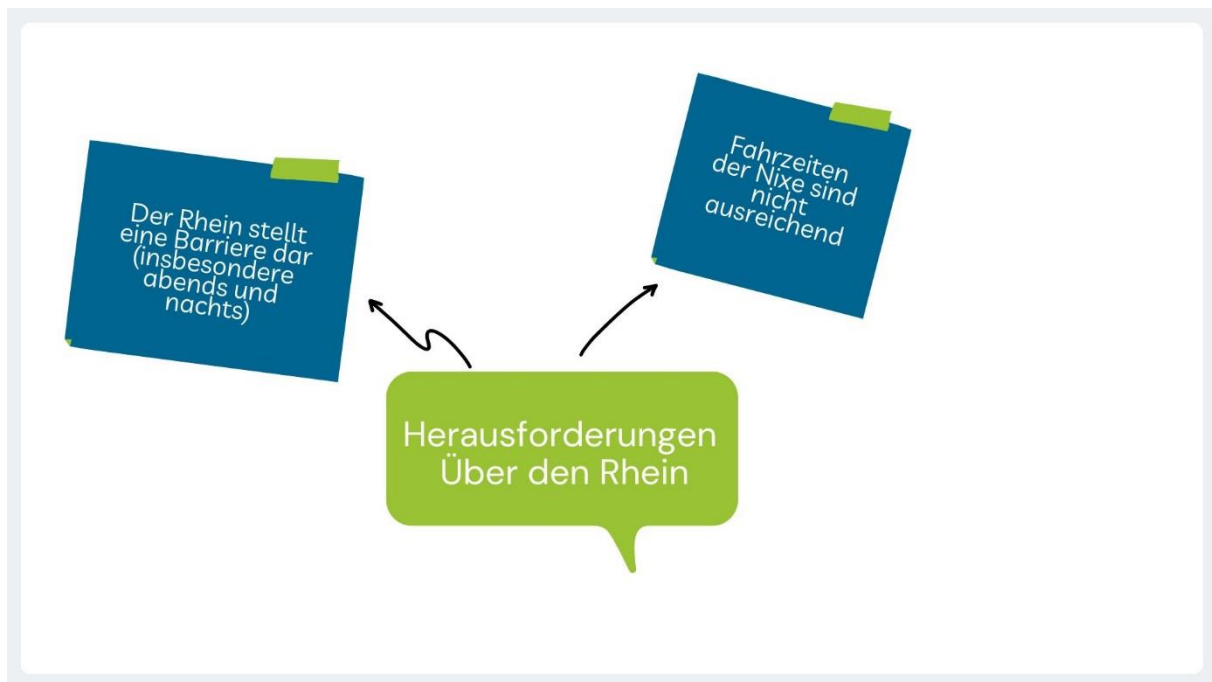 Der Rhein stellt
eine Barriere dar
(insbesondere
abends und
nachts)
Fahrzeiten
der Nixe sind
nicht
ausreichend
Herausforderungen
Über den Rhein